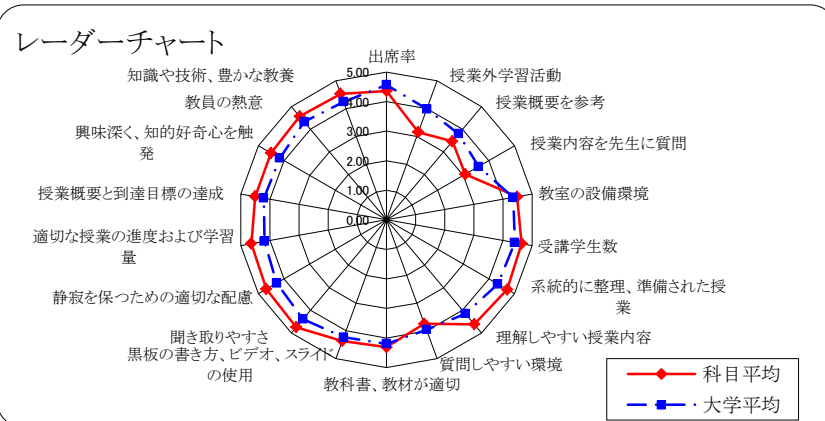 レーダーチャート
出席率
授業外学習活動
授業概要を参考
授業内容を先生に質問
教室の設備環境
受講学生数
系統的に整理、準備された授
業
理解しやすい授業内容
質問しやすい環境
教科書、教材が適切
黒板の書き方、ビデオ、スライド
の使用
聞き取りやすさ
静寂を保つための適切な配慮
適切な授業の進度および学習
量
授業概要と到達目標の達成
興味深く、知的好奇心を触
発
教員の熱意
知識や技術、豊かな教養
5.00
4.00
3.00
2.00
1.00
0.00
科目平均
大学平均